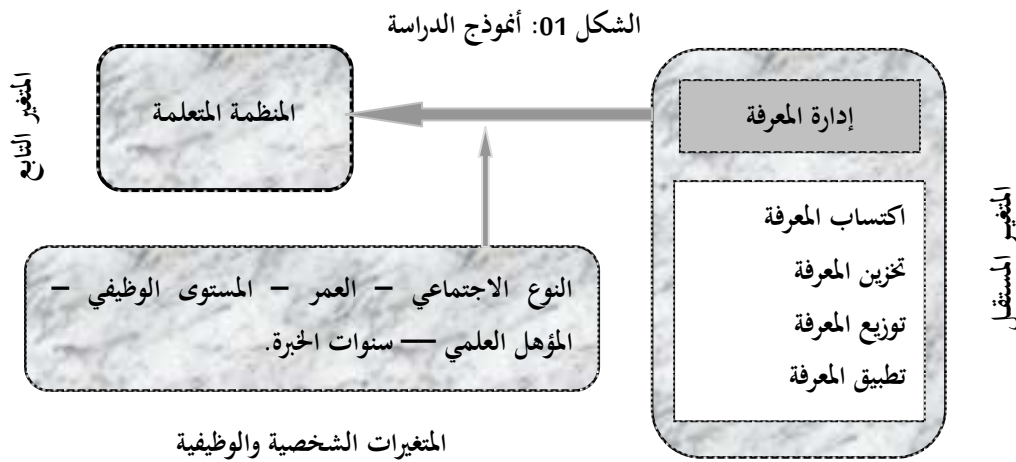 الشكل 01: أنموذج الدراسة
المتغير المستقل
إدارة المعرفة
اكتساب المعرفة
تخزين المعرفة
توزيع المعرفة
تطبيق المعرفة
المنظمة المتعلمة
المتغير التابع
النوع الاجتماعي – العمر – المستوى الوظيفي –
المؤهل العلمي — سنوات الخبرة.
المتغيرات الشخصية والوظيفية